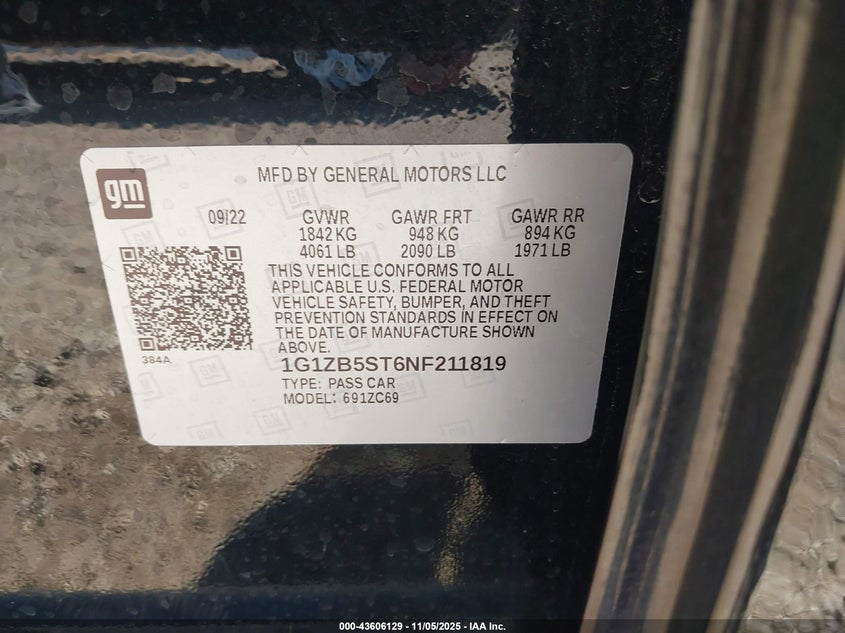 gm
MFD BY GENERAL MOTORS LLC
09/22 GVWR GAWR FRT GAWR RR
1842 KG 948 KG 894 KG
4061 LB 2090 LB 1971 LB
THIS VEHICLE CONFORMS TO ALL
APPLICABLE U.S. FEDERAL MOTOR
VEHICLE SAFETY, BUMPER, AND THEFT
PREVENTION STANDARDS IN EFFECT ON
THE DATE OF MANUFACTURE SHOWN
ABOVE.
384A
1G1ZB5ST6NF211819
TYPE: PASS CAR
MODEL: 691ZC69
000-43606129 - 11/05/2025 - IAA Inc.